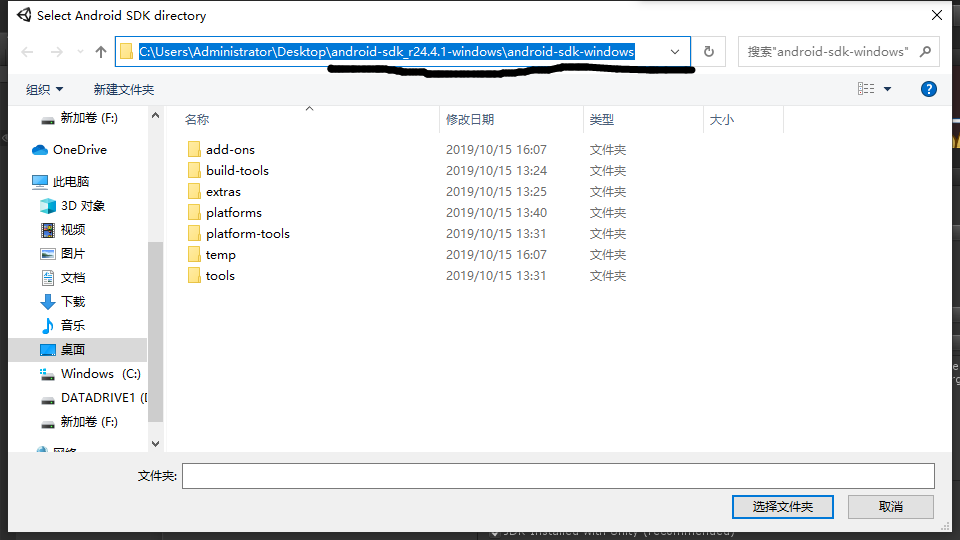 Select Android SDK directory
C:\Users\Administrator\Desktop\android-sdk_r24.4.1-windows\android-sdk-windows
搜索"android-sdk-windows"
组织 新建文件夹
新加卷 (F:)
OneDrive
此电脑
3D 对象
视频
图片
文档
下载
音乐
桌面
Windows (C:)
DATADRIVE1 (
新加卷 (F:)
名称 修改日期 类型 大小
add-ons 2019/10/15 16:07 文件夹
build-tools 2019/10/15 13:24 文件夹
extras 2019/10/15 13:25 文件夹
platforms 2019/10/15 13:40 文件夹
platform-tools 2019/10/15 13:31 文件夹
temp 2019/10/15 16:07 文件夹
tools 2019/10/15 13:31 文件夹
文件夹:
选择文件夹 取消
SDK Installed with Unity (recommended)